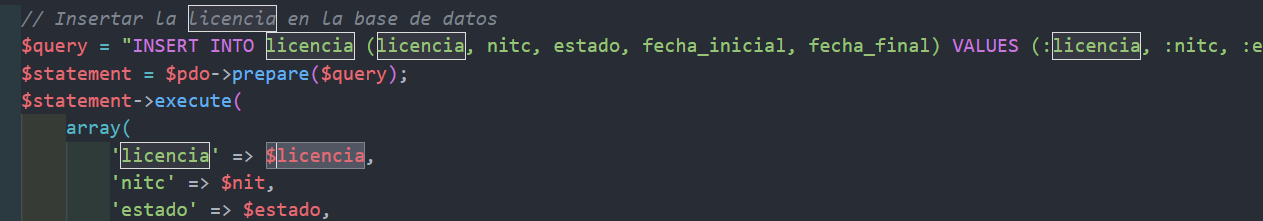 // Insertar la licencia en la base de datos
$query = "INSERT INTO licencia (licencia, nitc, estado, fecha_inicial, fecha_final) VALUES (:licencia, :nitc, :e
$statement = $pdo->prepare($query);
$statement->execute(
array(
'licencia' => $licencia,
'nitc' => $nit,
'estado' => $estado,